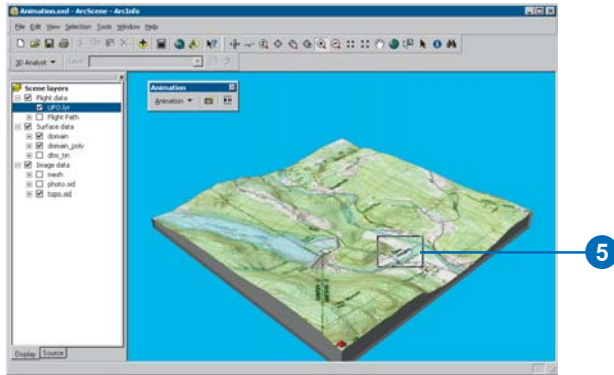 Animation.sxd - ArcScene - ArcInfo
File Edit View Selection Tools Window Help
3D Analyst Layer:
Scene layers
Flight data
UFO.lyr
Flight Path
Surface data
domain
domain_poly
dtm_tin
Image data
mesh
photo.sid
topo.sid
Animation
Animation
5
Display Source